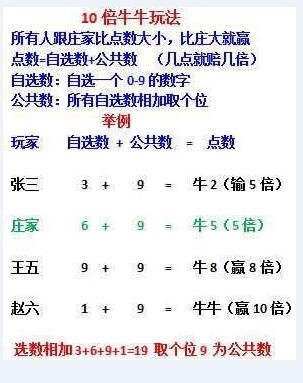 10 倍牛牛玩法
所有人跟庄家比点数大小，比庄大就赢
点数=自选数+公共数 （几点就赔几倍）
自选数：自选一个 0-9 的数字
公共数：所有自选数相加取个位
举例
玩家 自选数 + 公共数 = 点数
张三 3 + 9 = 牛 2（输 5 倍）
庄家 6 + 9 = 牛 5（5 倍）
王五 9 + 9 = 牛 8（赢 8 倍）
赵六 1 + 9 = 牛牛（赢 10 倍）
选数相加 3+6+9+1=19 取个位 9 为公共数